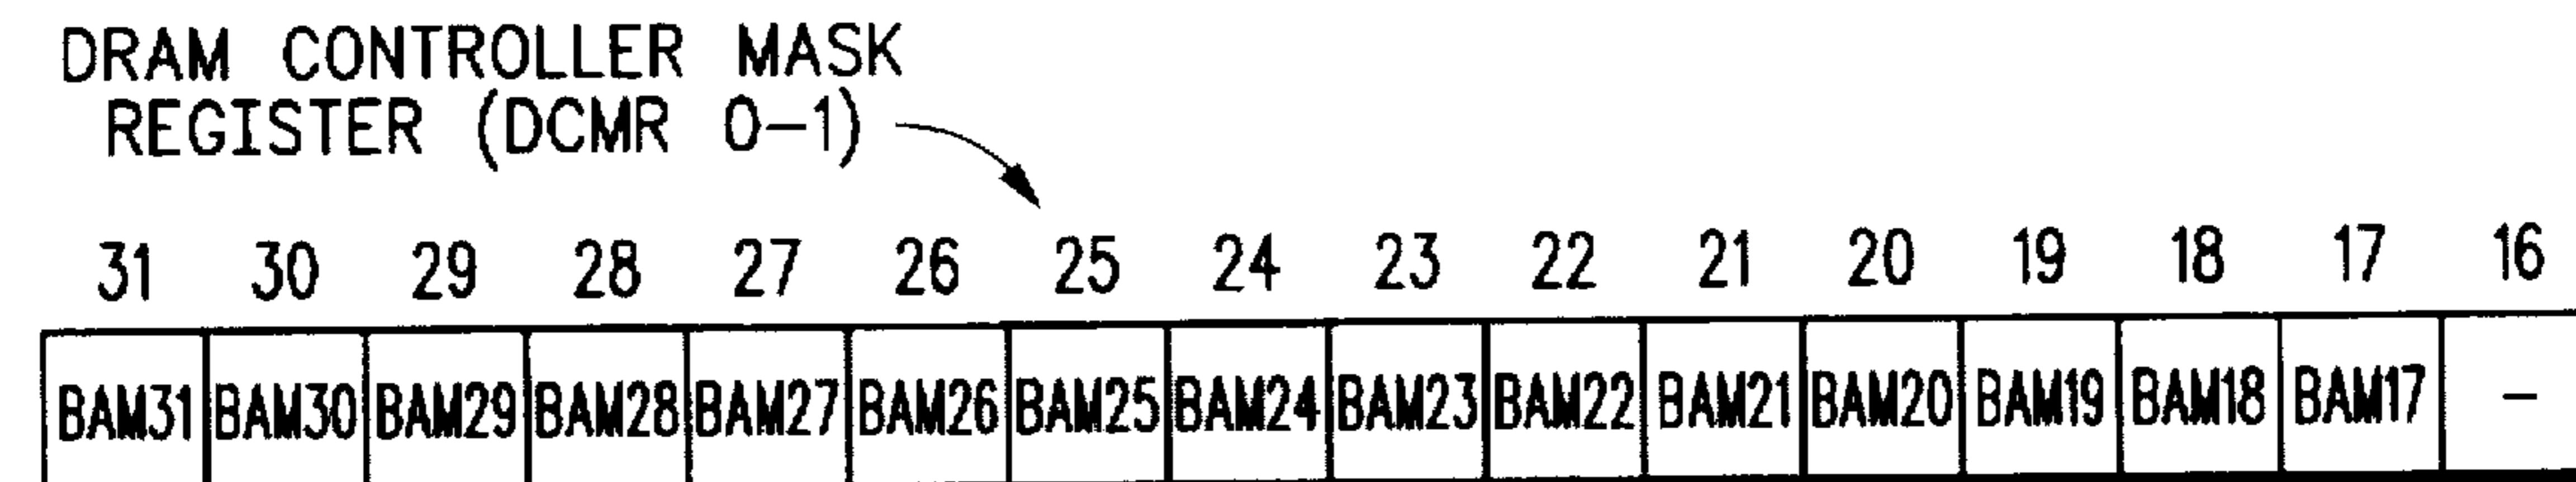 DRAM CONTROLLER MASK
REGISTER (DCMR 0-1)
31 30 29 28 27 26 25 24 23 22 21 20 19 18 17 16
BAM31 BAM30 BAM29 BAM28 BAM27 BAM26 BAM25 BAM24 BAM23 BAM22 BAM21 BAM20 BAM19 BAM18 BAM17 -